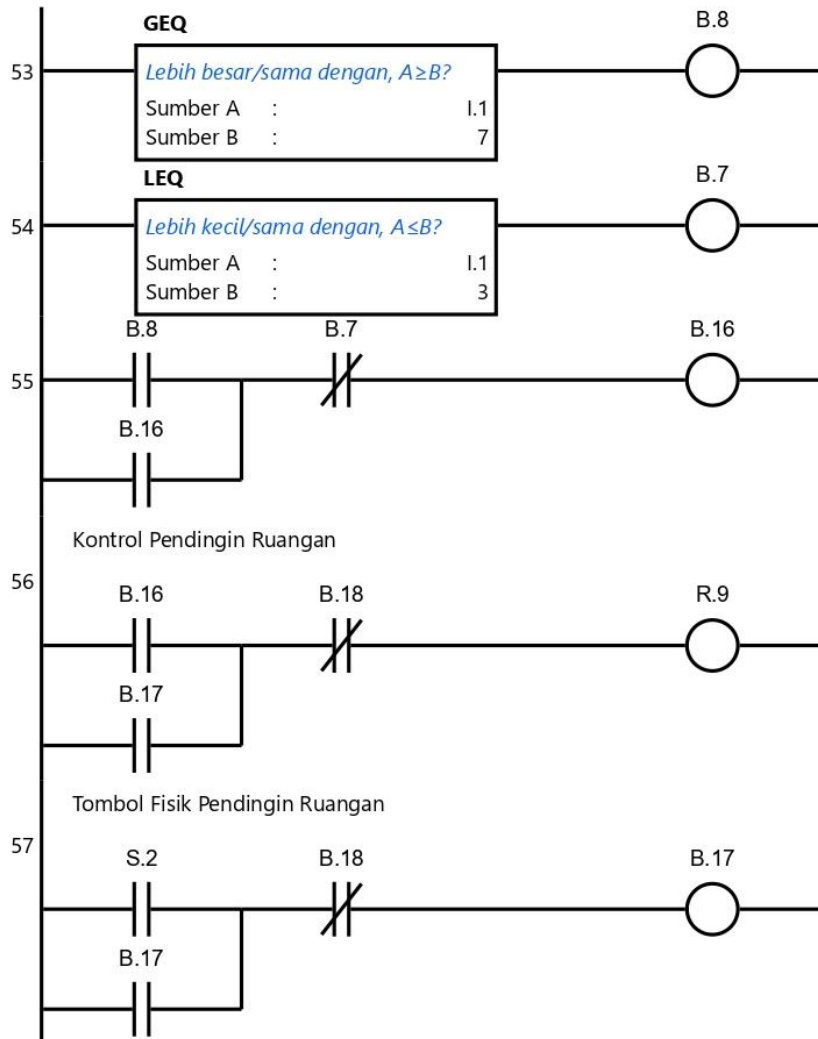 GEQ
B.8
53
Lebih besar/sama dengan, A≥B?
Sumber A : I.1
Sumber B : 7
LEQ
B.7
54
Lebih kecil/sama dengan, A≤B?
Sumber A : I.1
Sumber B : 3
B.8 B.7 B.16
55
B.16
Kontrol Pendingin Ruangan
56
B.16 B.18 R.9
B.17
Tombol Fisik Pendingin Ruangan
57
S.2 B.18 B.17
B.17